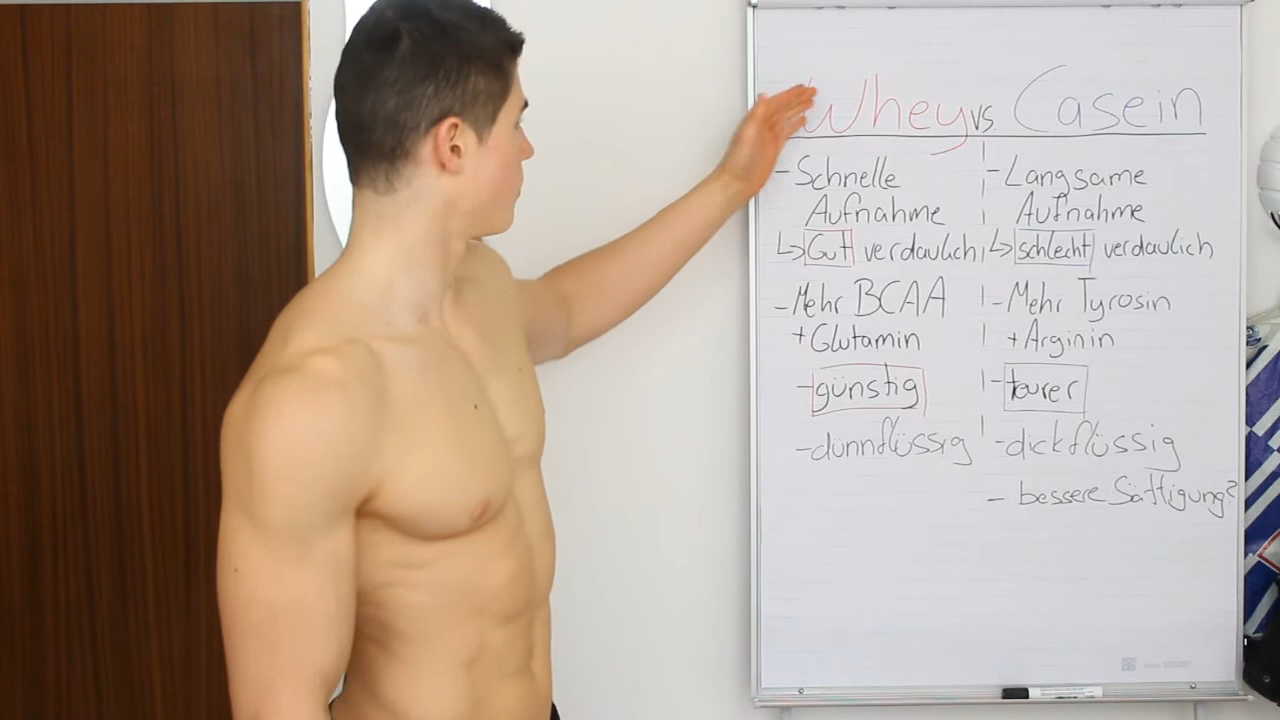 Whey vs. Casein
- Schnelle Aufnahme
↳ Gut verdaulich
- Mehr BCAA
+ Glutamin
- günstig
- dünnflüssig
- Langsame Aufnahme
↳ schlecht verdaulich
- Mehr Tyrosin
+ Arginin
- teurer
- dickflüssig
- bessere Sättigung?